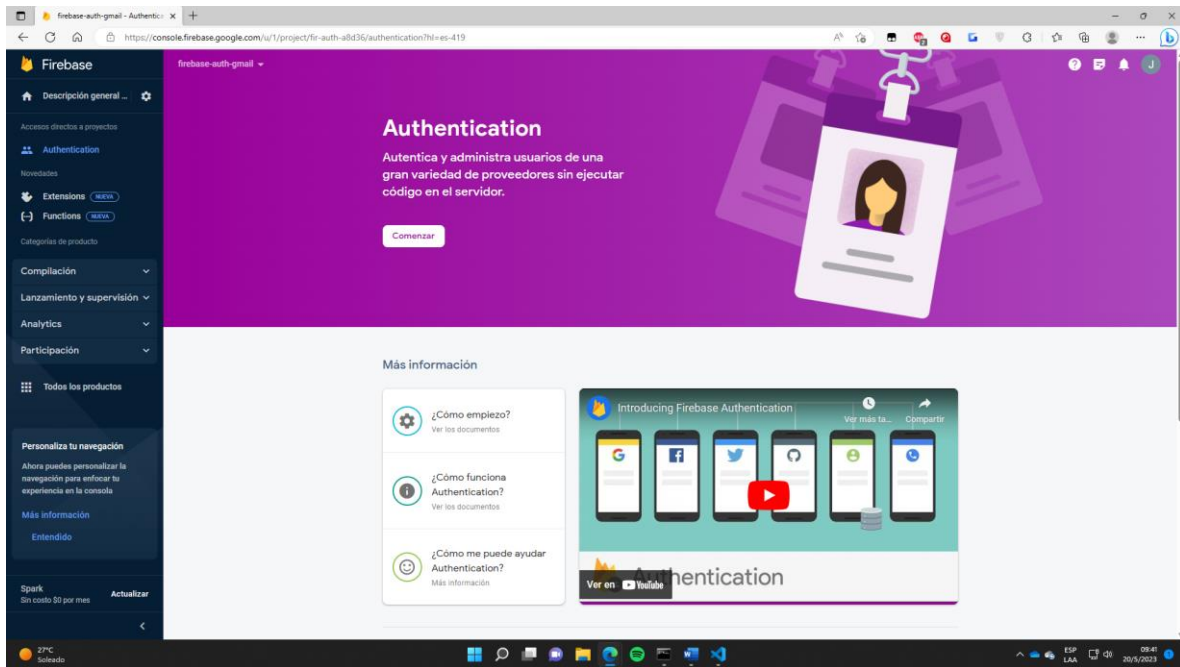 firebase-auth-gmail - Authentica
https://console.firebase.google.com/u/1/project/fir-auth-a8d36/authentication?hl=es-419
Firebase
Descripción general ...
Accesos directos a proyectos
Authentication
Novedades
Extensions NUEVA
Functions NUEVA
Categorías de producto
Compilación
Lanzamiento y supervisión
Analytics
Participación
Todos los productos
Personaliza tu navegación
Ahora puedes personalizar la
navegación para enfocar tu
experiencia en la consola
Más información
Entendido
Spark
Sin costo $0 por mes
Actualizar
firebase-auth-gmail
J
Authentication
Autentica y administra usuarios de una
gran variedad de proveedores sin ejecutar
código en el servidor.
Comenzar
Más información
¿Cómo empiezo?
Ver los documentos
¿Cómo funciona
Authentication?
Ver los documentos
¿Cómo me puede ayudar
Authentication?
Más información
Introducing Firebase Authentication
Ver más ta...
Compartir
Authentication
Ver en YouTube
27°C
Soleado
ESP
LAA
09:41
20/5/2023